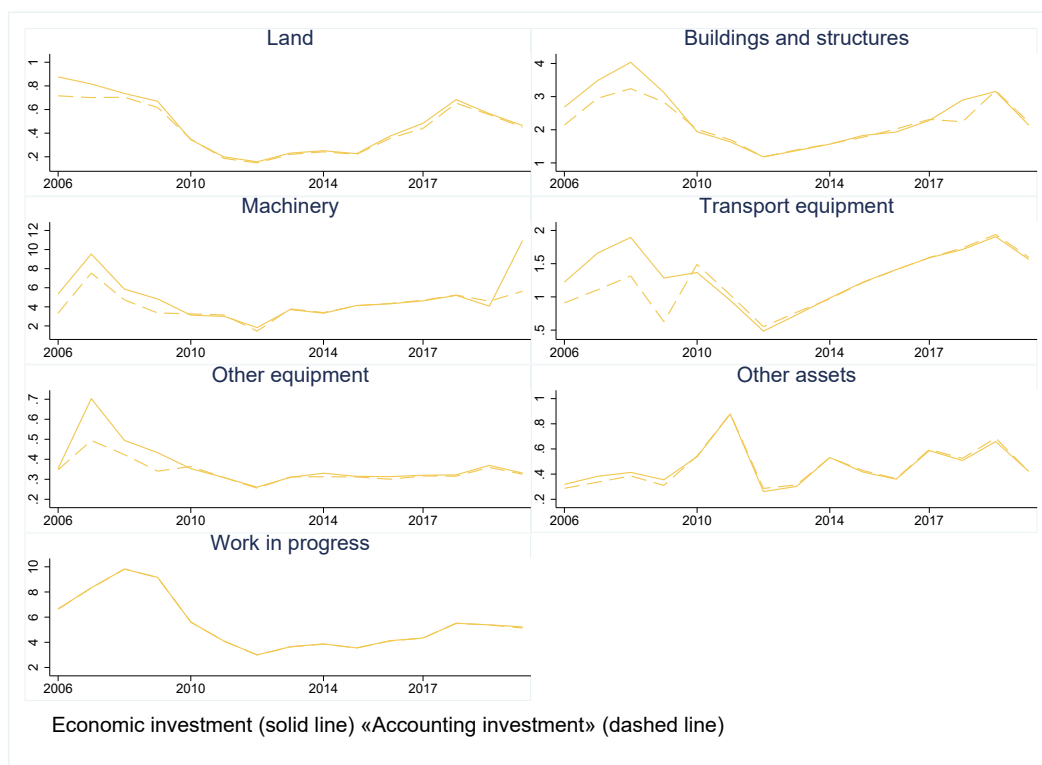 Land
1
.8
.6
.4
.2
2006 2010 2014 2017
Buildings and structures
4
3
2
1
2006 2010 2014 2017
Machinery
12
10
8
6
4
2
2006 2010 2014 2017
Transport equipment
2
1.5
1
.5
2006 2010 2014 2017
Other equipment
.7
.6
.5
.4
.3
.2
2006 2010 2014 2017
Other assets
1
.8
.6
.4
.2
2006 2010 2014 2017
Work in progress
10
8
6
4
2
2006 2010 2014 2017
Economic investment (solid line) «Accounting investment» (dashed line)